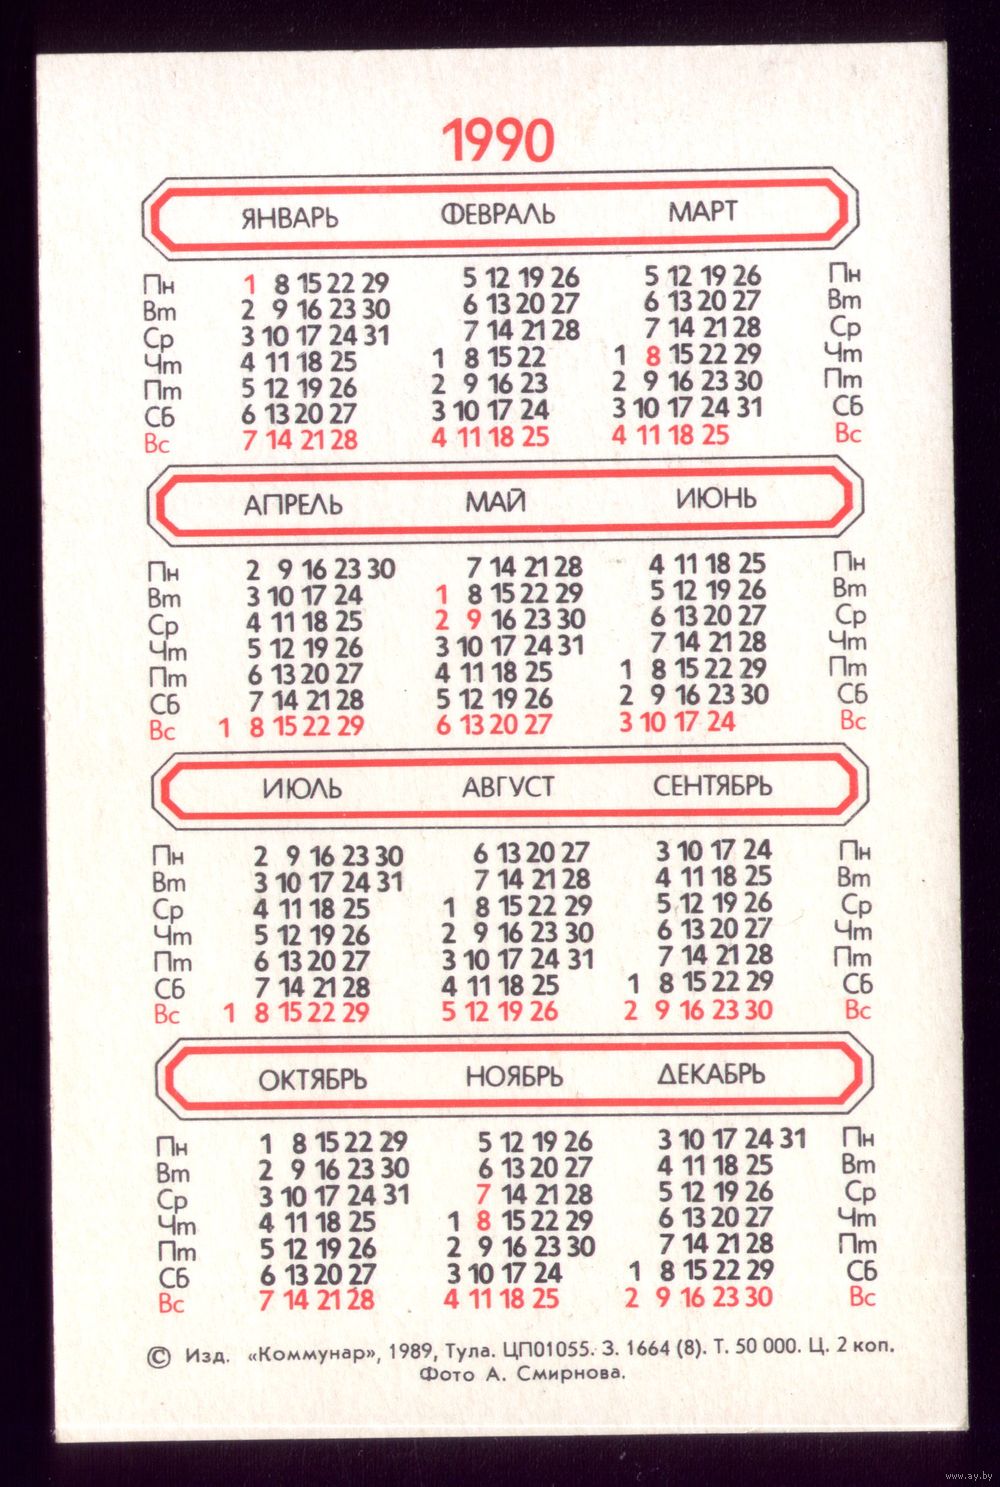 1990
ЯНВАРЬ ФЕВРАЛЬ МАРТ
Пн 1 8 15 22 29 5 12 19 26 5 12 19 26 Пн
Вт 2 9 16 23 30 6 13 20 27 6 13 20 27 Вт
Ср 3 10 17 24 31 7 14 21 28 7 14 21 28 Ср
Чт 4 11 18 25 1 8 15 22 1 8 15 22 29 Чт
Пт 5 12 19 26 2 9 16 23 2 9 16 23 30 Пт
Сб 6 13 20 27 3 10 17 24 3 10 17 24 31 Сб
Вс 7 14 21 28 4 11 18 25 4 11 18 25 Вс
АПРЕЛЬ МАЙ ИЮНЬ
Пн 2 9 16 23 30 7 14 21 28 4 11 18 25 Пн
Вт 3 10 17 24 1 8 15 22 29 5 12 19 26 Вт
Ср 4 11 18 25 2 9 16 23 30 6 13 20 27 Ср
Чт 5 12 19 26 3 10 17 24 31 7 14 21 28 Чт
Пт 6 13 20 27 4 11 18 25 1 8 15 22 29 Пт
Сб 7 14 21 28 5 12 19 26 2 9 16 23 30 Сб
Вс 1 8 15 22 29 6 13 20 27 3 10 17 24 Вс
ИЮЛЬ АВГУСТ СЕНТЯБРЬ
Пн 2 9 16 23 30 6 13 20 27 3 10 17 24 Пн
Вт 3 10 17 24 31 7 14 21 28 4 11 18 25 Вт
Ср 4 11 18 25 1 8 15 22 29 5 12 19 26 Ср
Чт 5 12 19 26 2 9 16 23 30 6 13 20 27 Чт
Пт 6 13 20 27 3 10 17 24 31 7 14 21 28 Пт
Сб 7 14 21 28 4 11 18 25 1 8 15 22 29 Сб
Вс 1 8 15 22 29 5 12 19 26 2 9 16 23 30 Вс
ОКТЯБРЬ НОЯБРЬ ДЕКАБРЬ
Пн 1 8 15 22 29 5 12 19 26 3 10 17 24 31 Пн
Вт 2 9 16 23 30 6 13 20 27 4 11 18 25 Вт
Ср 3 10 17 24 31 7 14 21 28 5 12 19 26 Ср
Чт 4 11 18 25 1 8 15 22 29 6 13 20 27 Чт
Пт 5 12 19 26 2 9 16 23 30 7 14 21 28 Пт
Сб 6 13 20 27 3 10 17 24 1 8 15 22 29 Сб
Вс 7 14 21 28 4 11 18 25 2 9 16 23 30 Вс
© Изд. «Коммунар», 1989, Тула. ЦП01055. З. 1664 (8). Т. 50 000. Ц. 2 коп.
Фото А. Смирнова.
www.ay.by